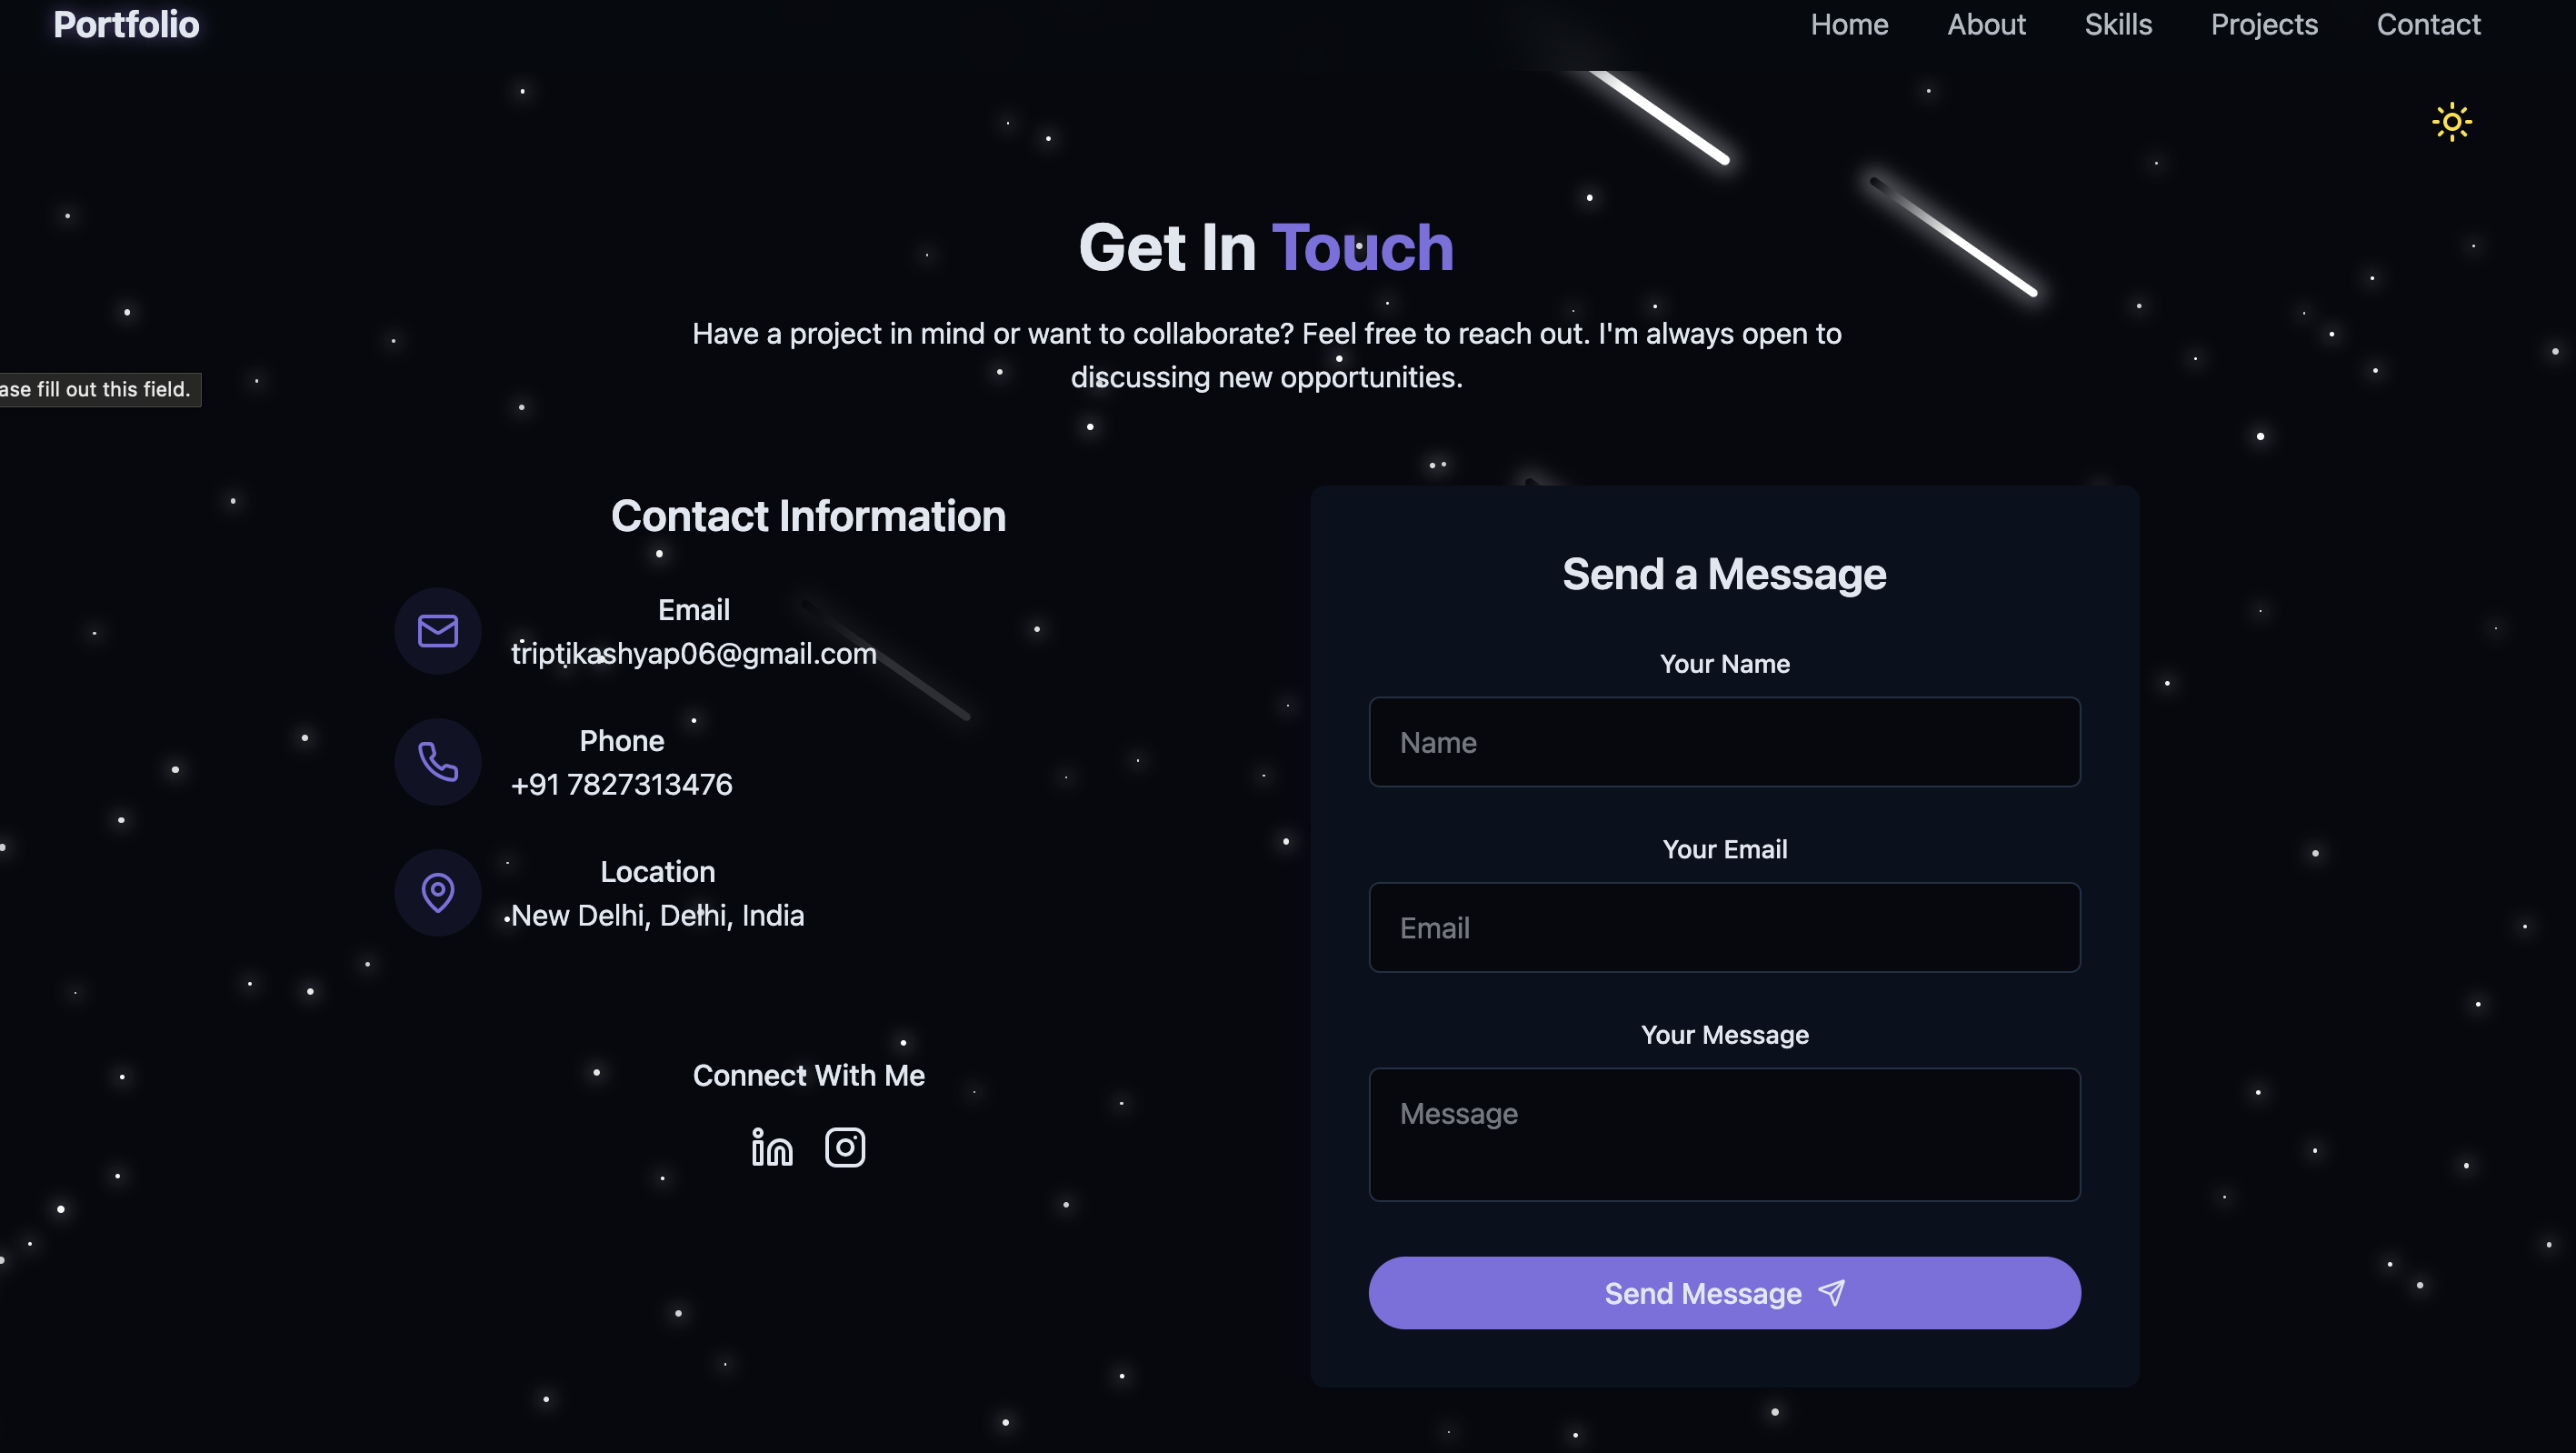 Portfolio
Home About Skills Projects Contact
Get In Touch
Have a project in mind or want to collaborate? Feel free to reach out. I'm always open to
discussing new opportunities.
ase fill out this field.
Contact Information
Email
triptikashyap06@gmail.com
Phone
+91 7827313476
Location
New Delhi, Delhi, India
Connect With Me
in
Send a Message
Your Name
Name
Your Email
Email
Your Message
Message
Send Message